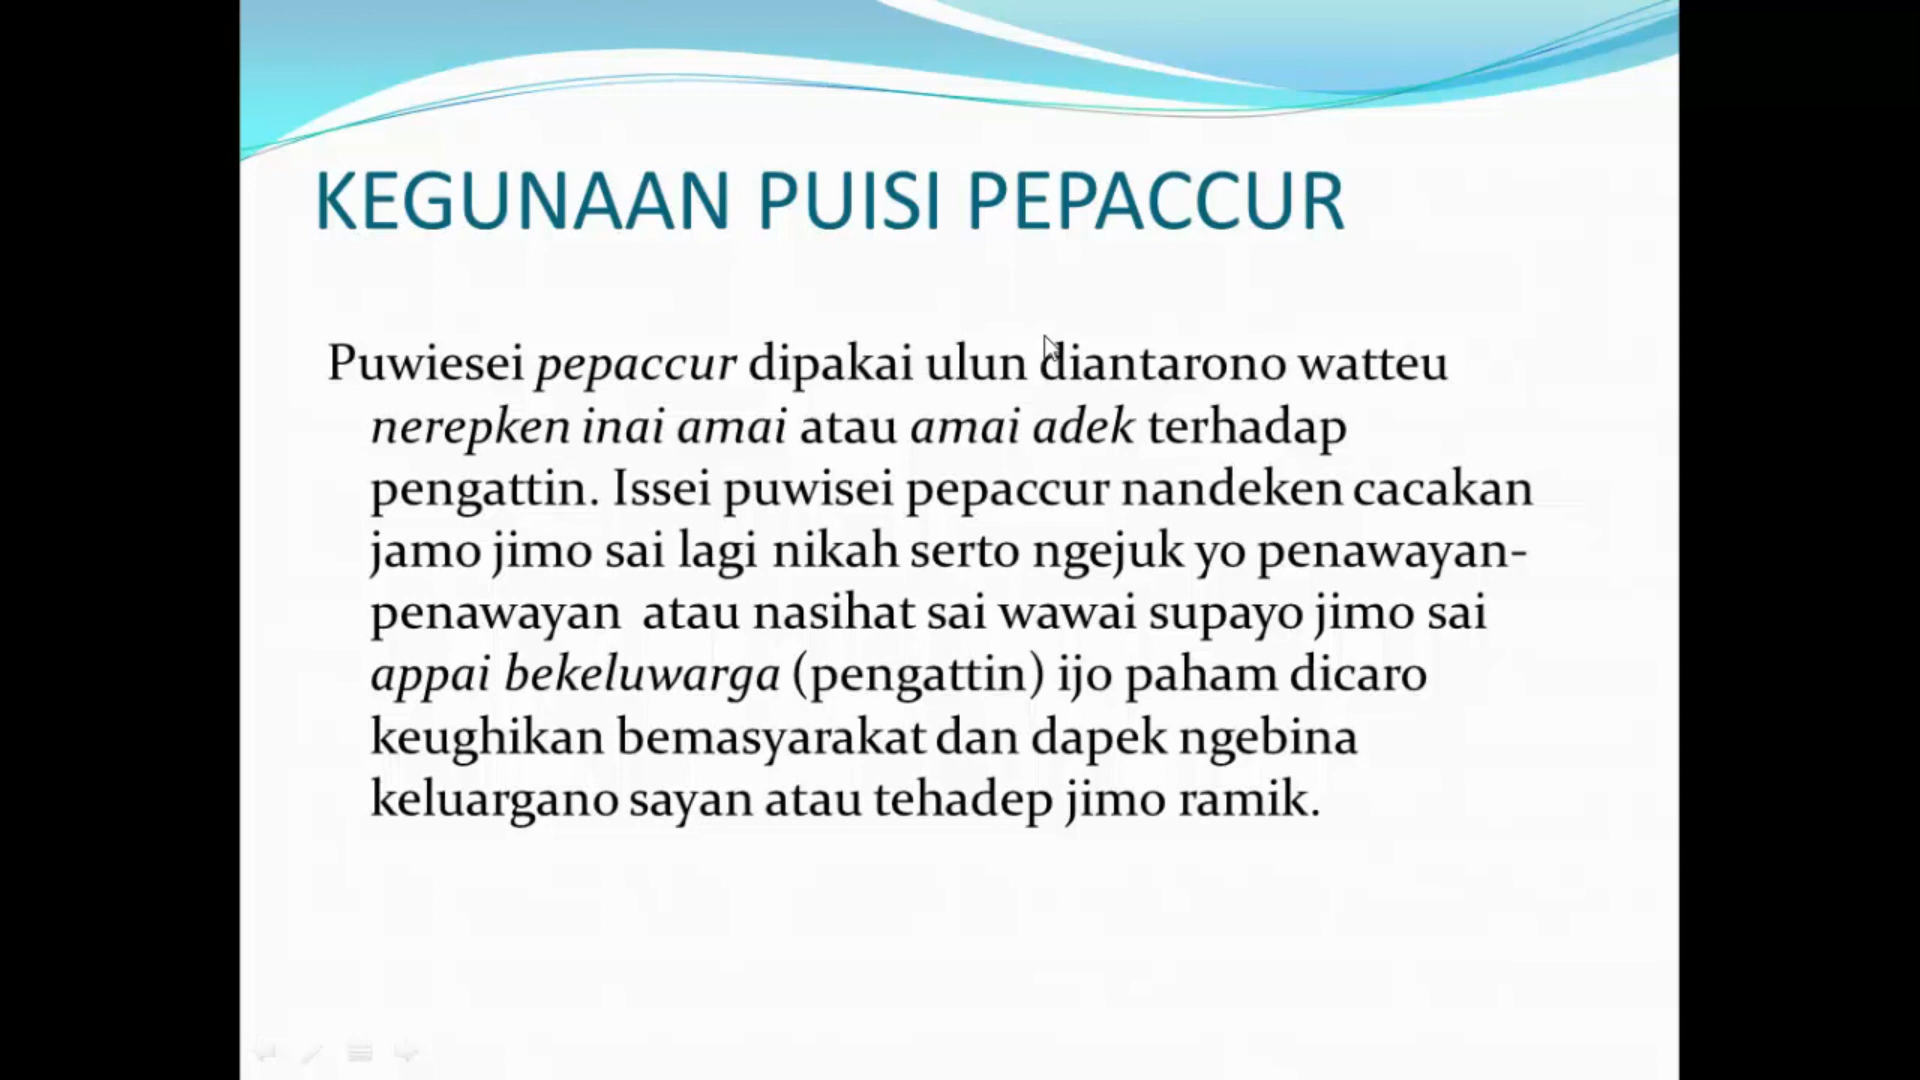 KEGUNAAN PUISI PEPACCUR
Puwiesei pepaccur dipakai ulun diantarono watteu
nerepken inai amai atau amai adek terhadap
pengattin. Issei puwisei pepaccur nandeken cacakan
jamo jimo sai lagi nikah serto ngejuk yo penawayan-
penawayan atau nasihat sai wawai supayo jimo sai
appai bekeluwarga (pengattin) ijo paham dicaro
keughikan bemasyarakat dan dapek ngebina
keluargano sayan atau tehadep jimo ramik.